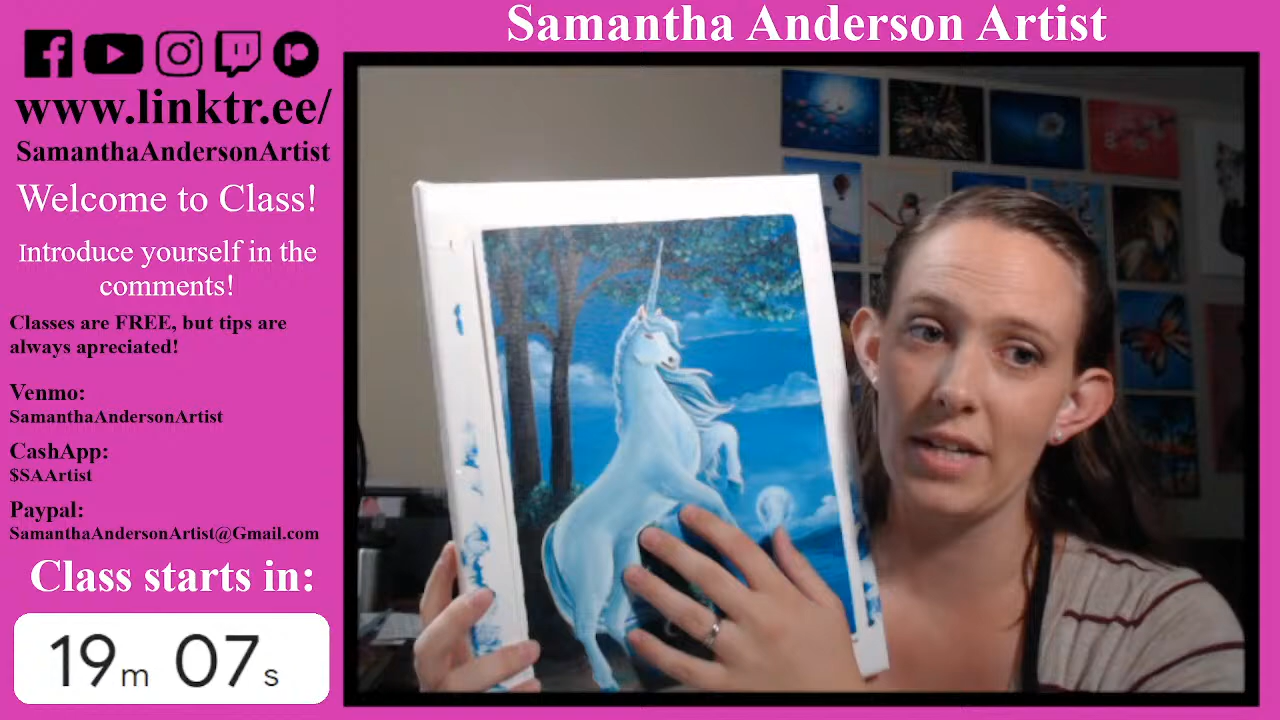 Samantha Anderson Artist
www.linktr.ee/
SamanthaAndersonArtist
Welcome to Class!
Introduce yourself in the
comments!
Classes are FREE, but tips are
always apreciated!
Venmo:
SamanthaAndersonArtist
CashApp:
$SAArtist
Paypal:
SamanthaAndersonArtist@Gmail.com
Class starts in:
19m 07s